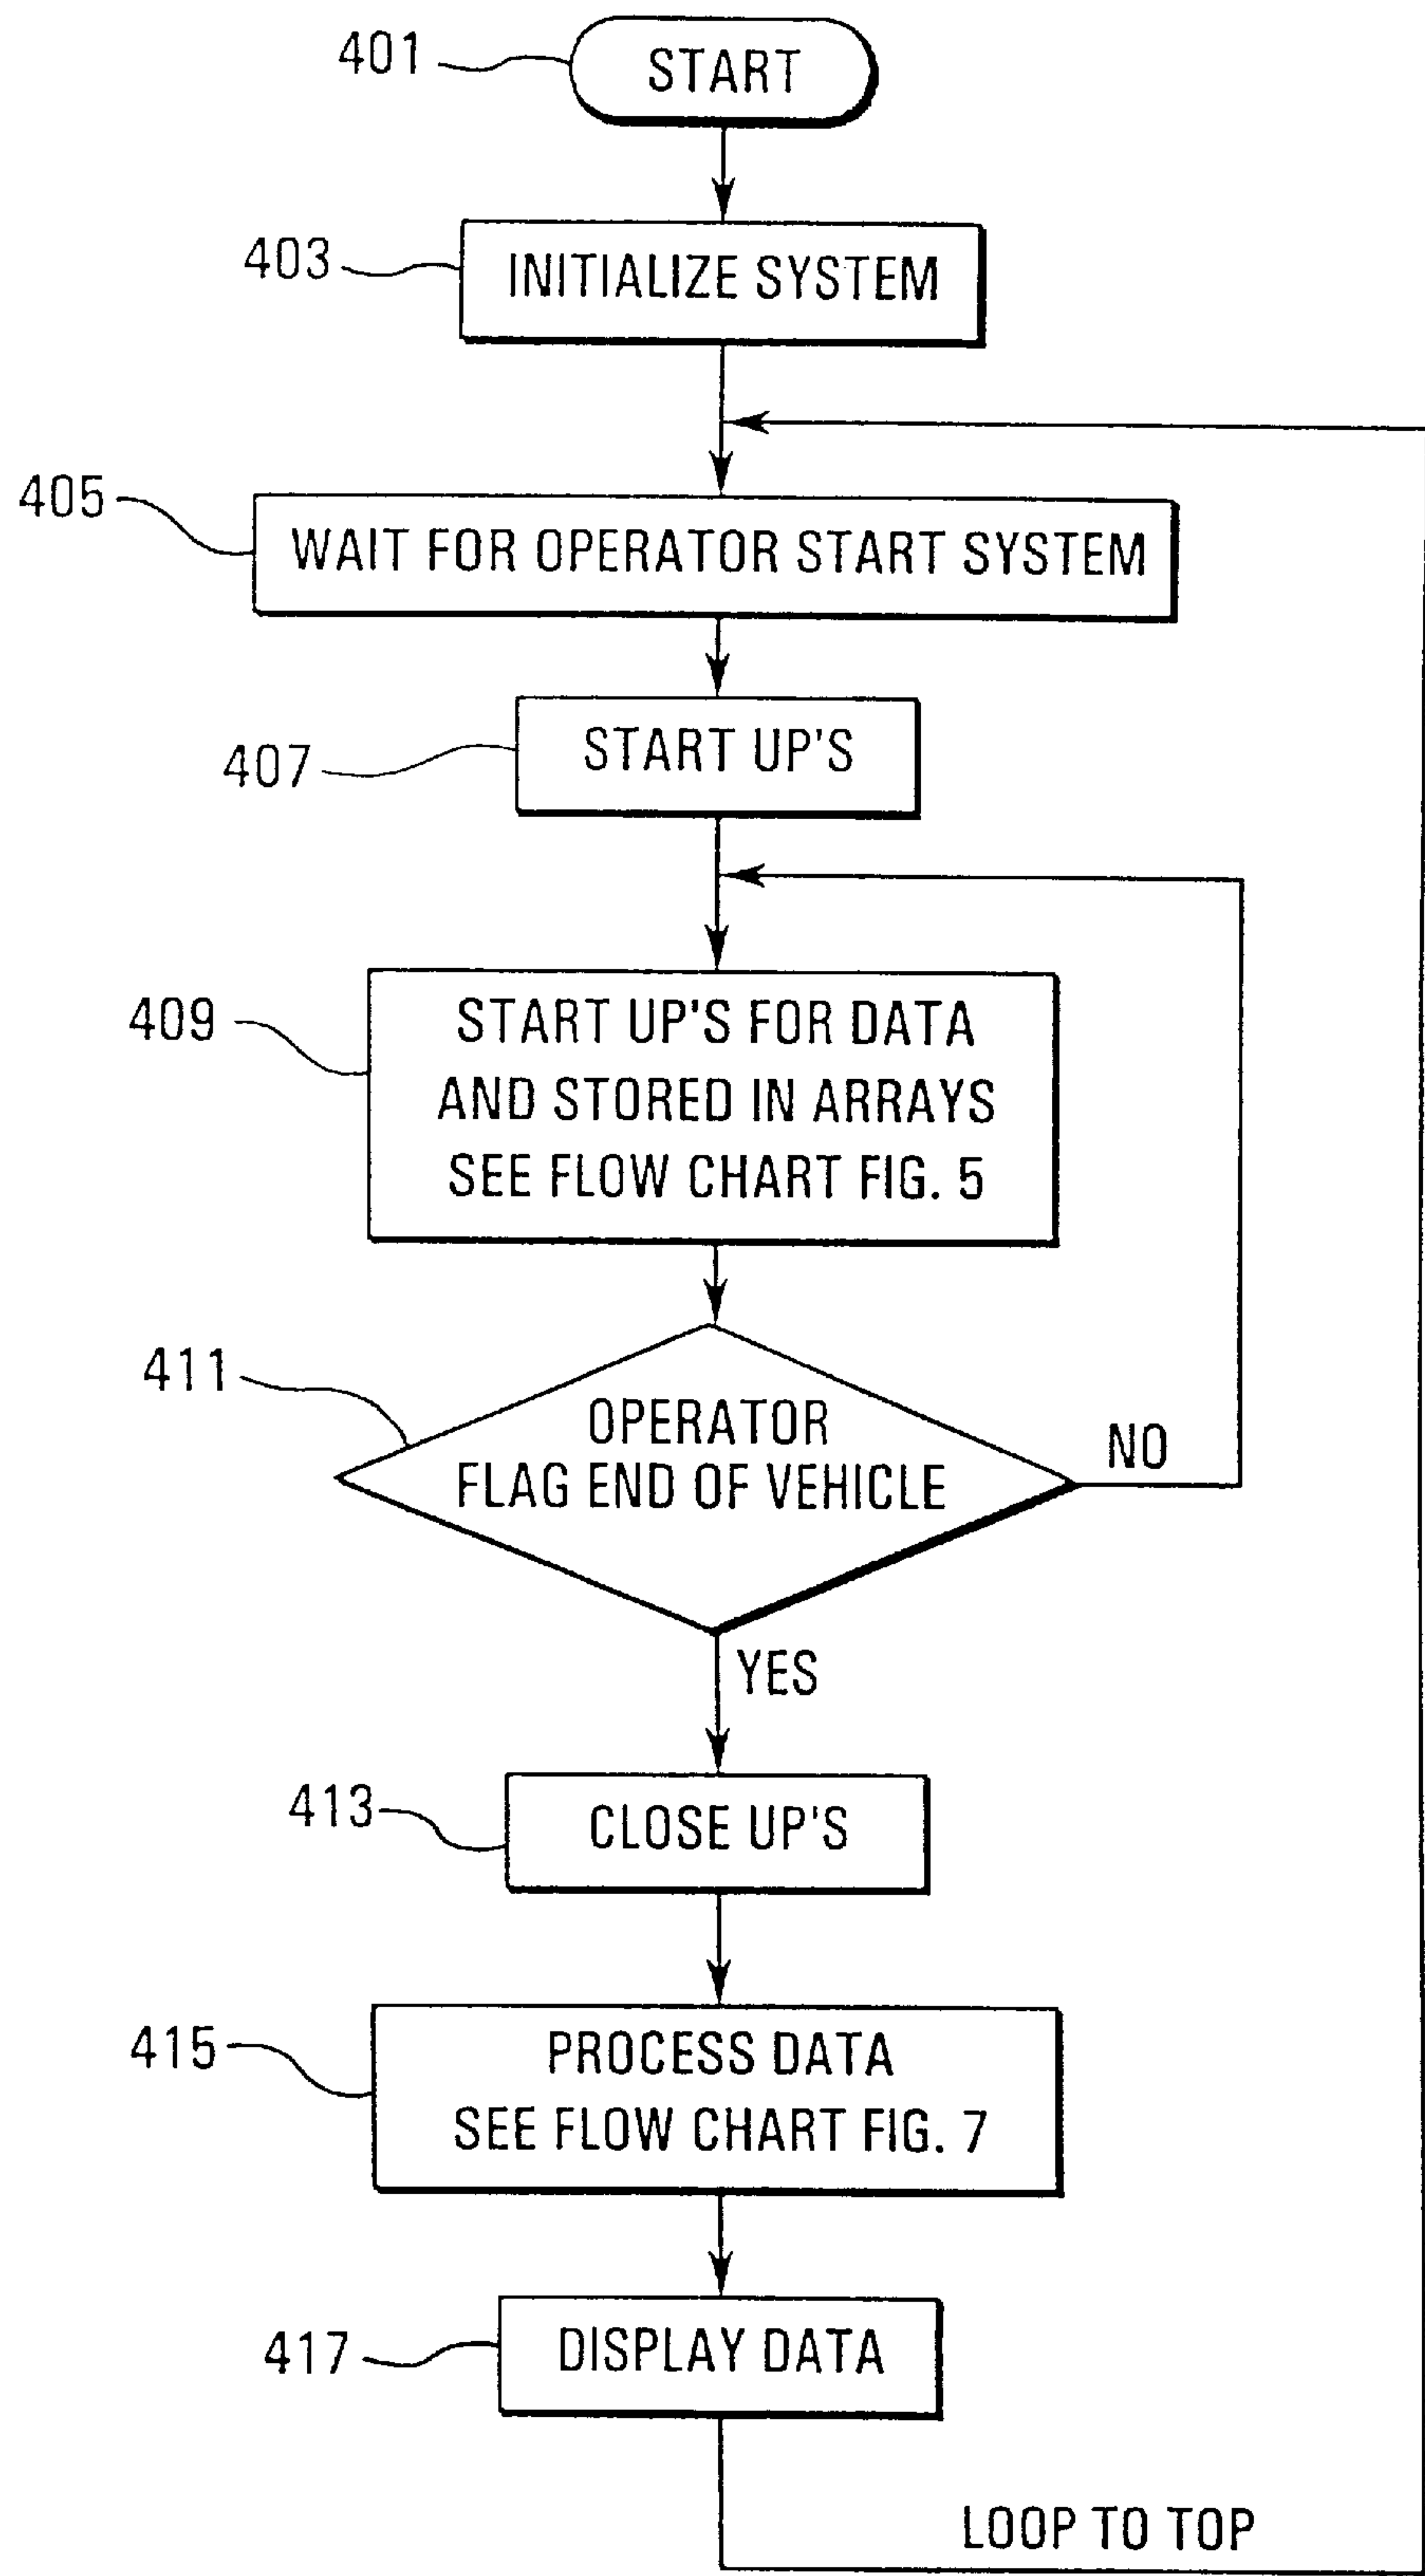 401
START
403
INITIALIZE SYSTEM
405
WAIT FOR OPERATOR START SYSTEM
407
START UP'S
409
START UP'S FOR DATA
AND STORED IN ARRAYS
SEE FLOW CHART FIG. 5
411
OPERATOR
FLAG END OF VEHICLE
NO
YES
413
CLOSE UP'S
415
PROCESS DATA
SEE FLOW CHART FIG. 7
417
DISPLAY DATA
LOOP TO TOP